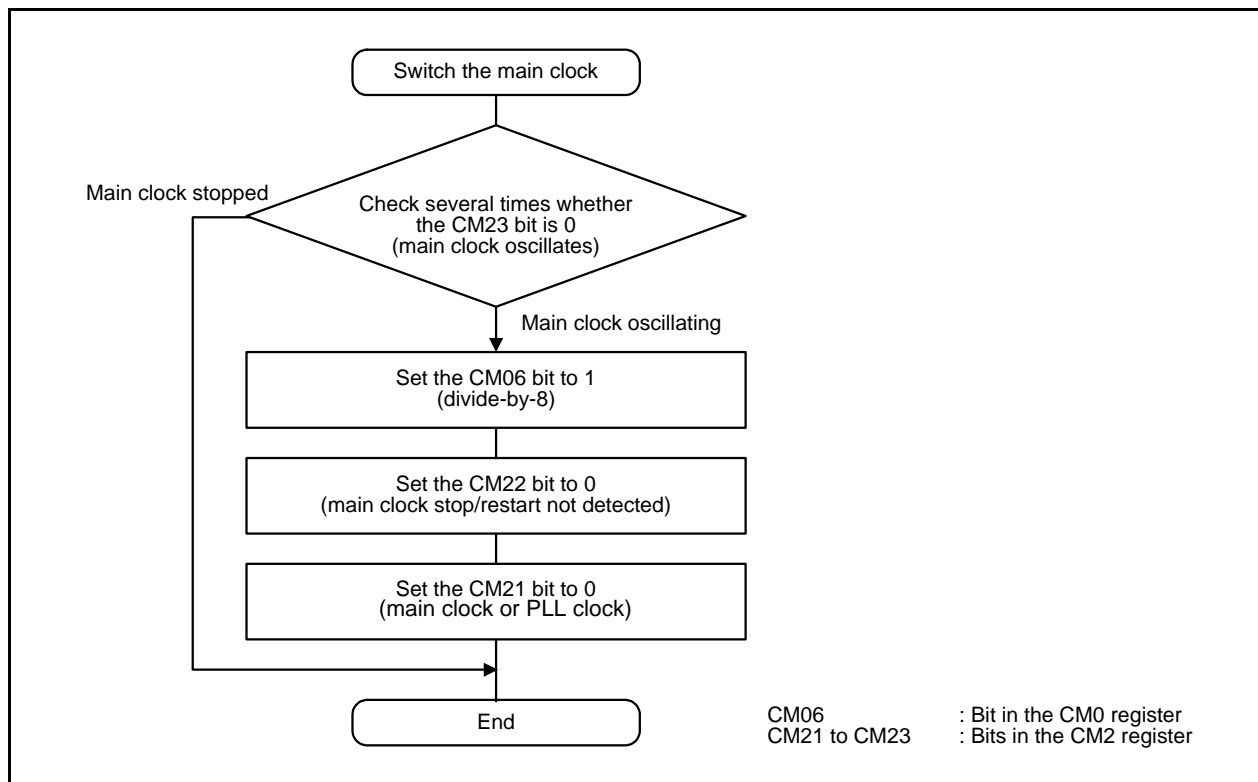 Switch the main clock
Main clock stopped
Check several times whether
the CM23 bit is 0
(main clock oscillates)
Main clock oscillating
Set the CM06 bit to 1
(divide-by-8)
Set the CM22 bit to 0
(main clock stop/restart not detected)
Set the CM21 bit to 0
(main clock or PLL clock)
End
CM06 : Bit in the CM0 register
CM21 to CM23 : Bits in the CM2 register